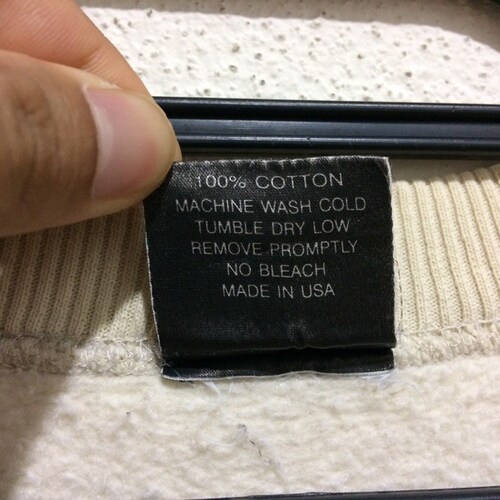 100% COTTON
MACHINE WASH COLD
TUMBLE DRY LOW
REMOVE PROMPTLY
NO BLEACH
MADE IN USA